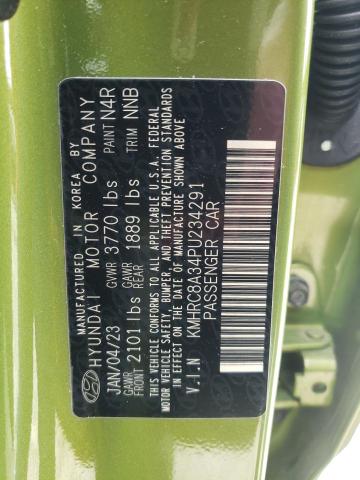 MANUFACTURED IN KOREA BY
HYUNDAI MOTOR COMPANY
JAN/04/23 GVWR 3770 lbs PAINT N4R
GAWR FRONT 2101 lbs GAWR REAR 1889 lbs TRIM NNB
THIS VEHICLE CONFORMS TO ALL APPLICABLE U.S.A. FEDERAL
MOTOR VEHICLE SAFETY, BUMPER, AND THEFT PREVENTION STANDARDS
IN EFFECT ON THE DATE OF MANUFACTURE SHOWN ABOVE
V.I.N KMHRC8A34PU234291
PASSENGER CAR